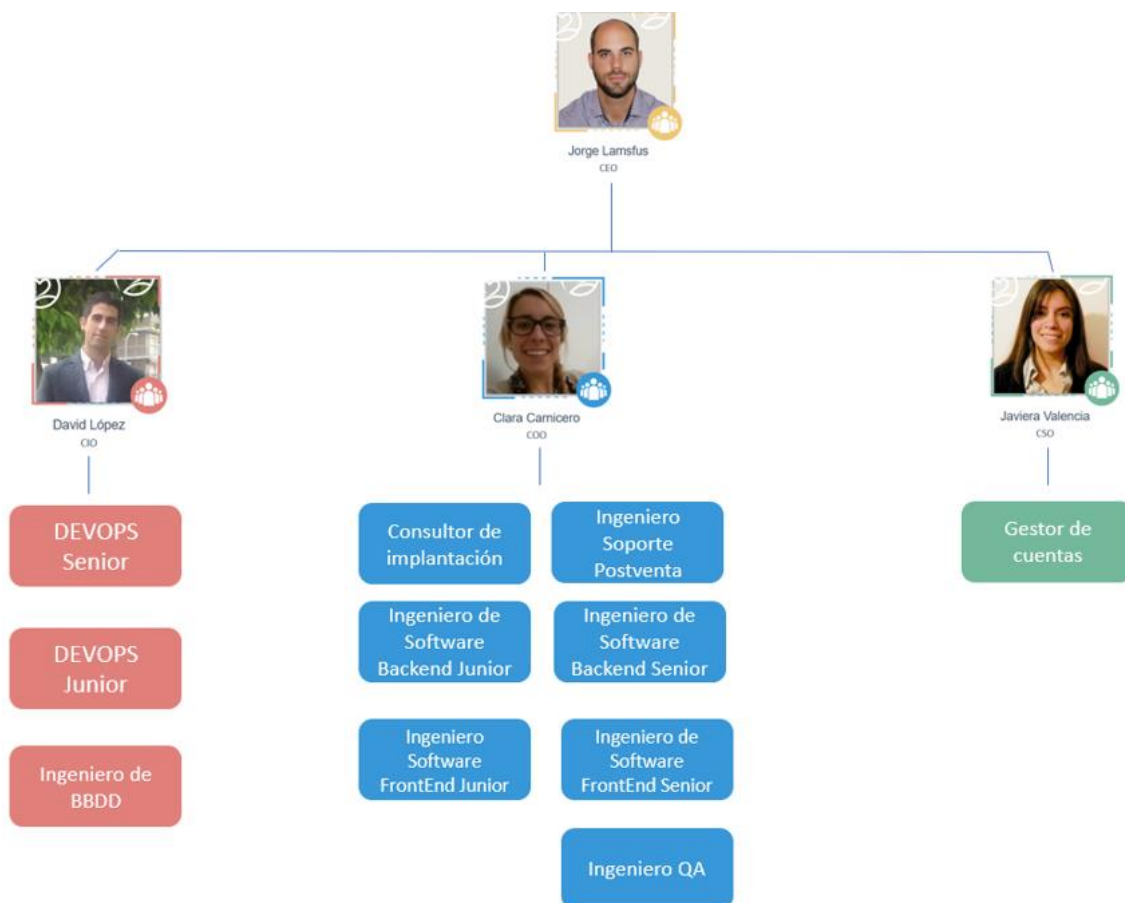 Jorge Lamsfus
CEO
David López
CIO
Clara Carnicero
COO
Javiera Valencia
CSO
DEVOPS
Senior
DEVOPS
Junior
Ingeniero de
BBDD
Consultor de
implantación
Ingeniero
Soporte
Postventa
Ingeniero de
Software
Backend Junior
Ingeniero de
Software
Backend Senior
Ingeniero
Software
FrontEnd Junior
Ingeniero de
Software
FrontEnd Senior
Ingeniero QA
Gestor de
cuentas